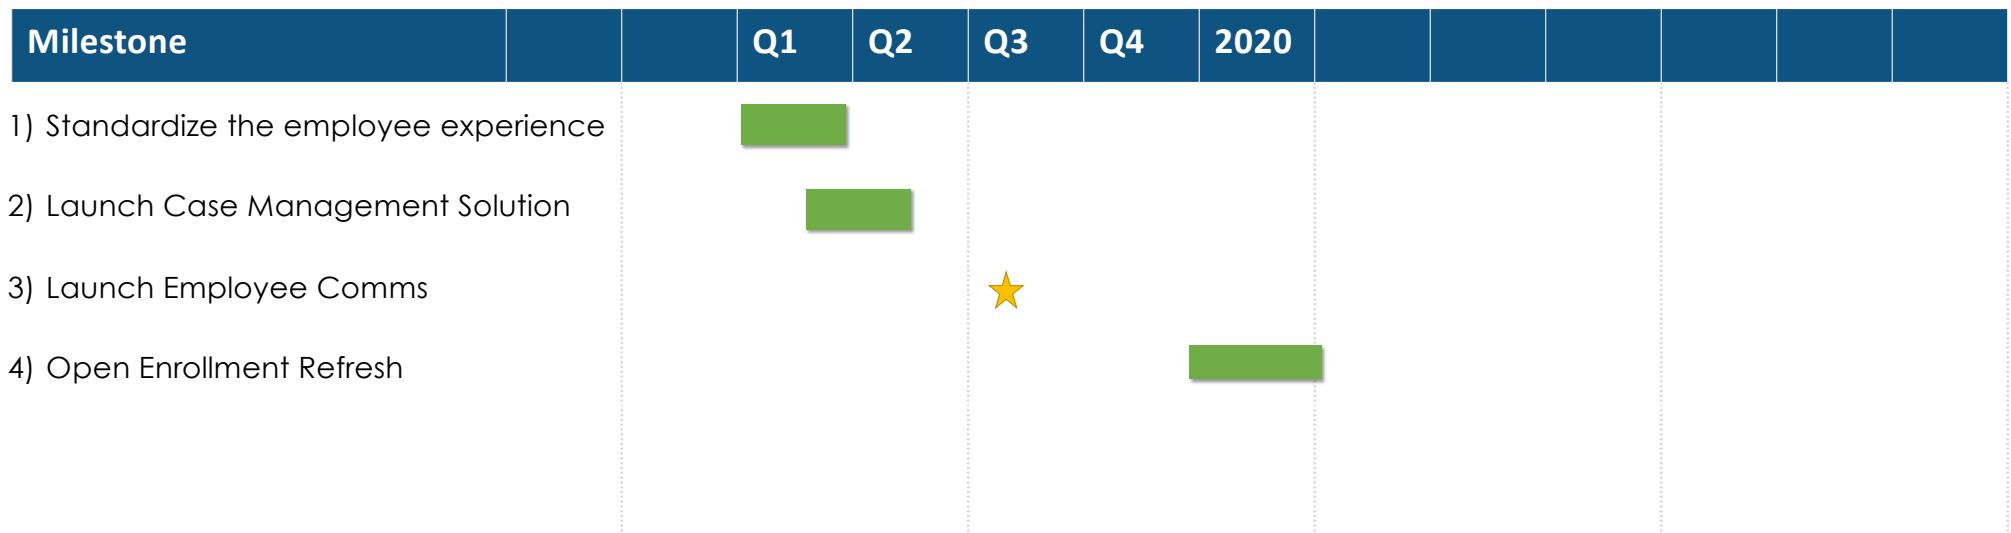 Milestone Q1 Q2 Q3 Q4 2020
1) Standardize the employee experience
2) Launch Case Management Solution
3) Launch Employee Comms
4) Open Enrollment Refresh